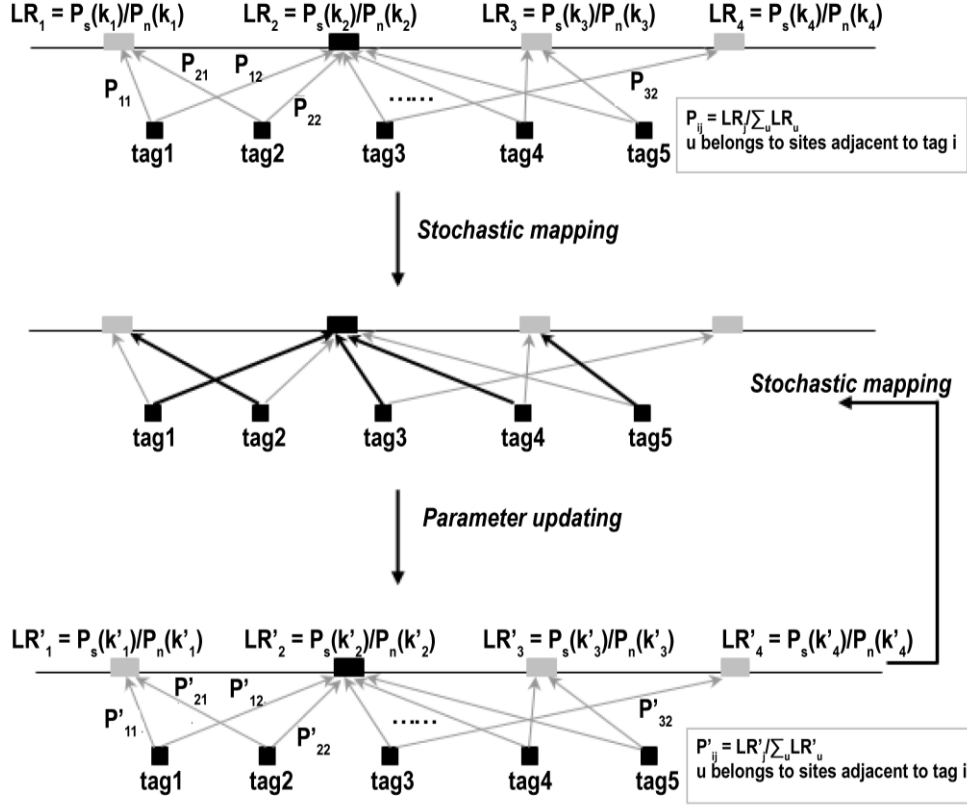 LR₁ = Pₛ(k₁)/Pₙ(k₁) LR₂ = Pₛ(k₂)/Pₙ(k₂) LR₃ = Pₛ(k₃)/Pₙ(k₃) LR₄ = Pₛ(k₄)/Pₙ(k₄)
P₁₁ P₂₁ P₁₂ P₂₂ ...... P₃₂
tag1 tag2 tag3 tag4 tag5
Pᵢⱼ = LRⱼ/∑ᵤLRᵤ
u belongs to sites adjacent to tag i
Stochastic mapping
tag1 tag2 tag3 tag4 tag5
Stochastic mapping
Parameter updating
LR'₁ = Pₛ(k'₁)/Pₙ(k'₁) LR'₂ = Pₛ(k'₂)/Pₙ(k'₂) LR'₃ = Pₛ(k'₃)/Pₙ(k'₃) LR'₄ = Pₛ(k'₄)/Pₙ(k'₄)
P'₁₁ P'₂₁ P'₁₂ P'₂₂ ...... P'₃₂
tag1 tag2 tag3 tag4 tag5
P'ᵢⱼ = LR'ⱼ/∑ᵤLR'ᵤ
u belongs to sites adjacent to tag i